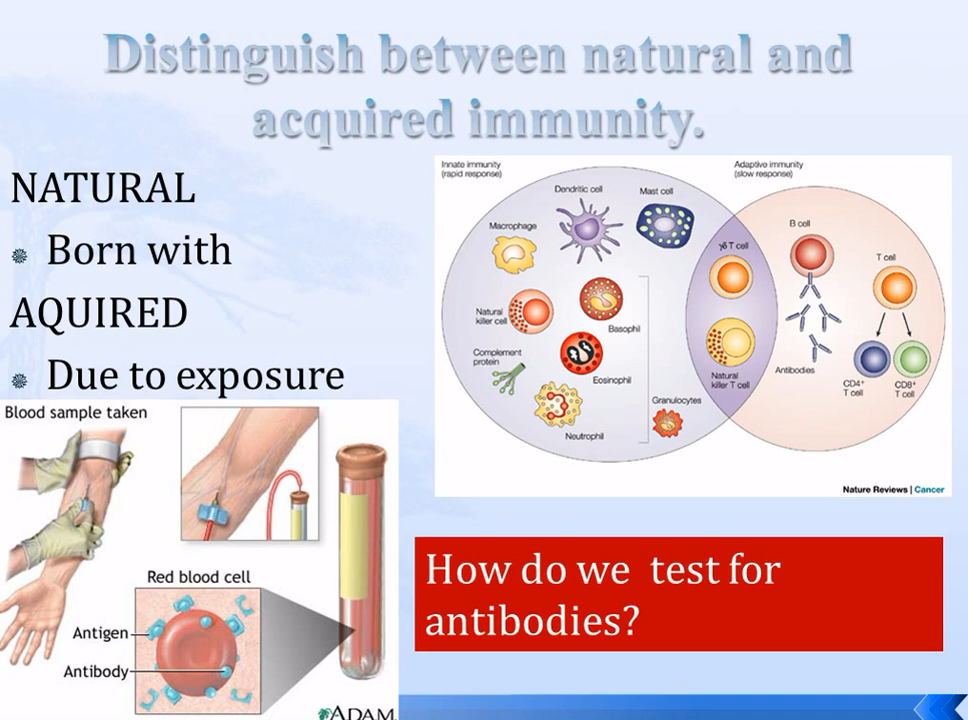 Distinguish between natural and
acquired immunity.
NATURAL
Born with
AQUIRED
Due to exposure
Innate immunity
(rapid response)
Adaptive immunity
(slow response)
Dendritic cell
Mast cell
Macrophage
γδ T cell
B cell
T cell
Natural
killer cell
Basophil
Complement
protein
Eosinophil
Natural
killer T cell
Antibodies
CD4+
T cell
CD8+
T cell
Granulocytes
Neutrophil
Nature Reviews | Cancer
Blood sample taken
Red blood cell
Antigen
Antibody
ADAM.
How do we  test for
antibodies?